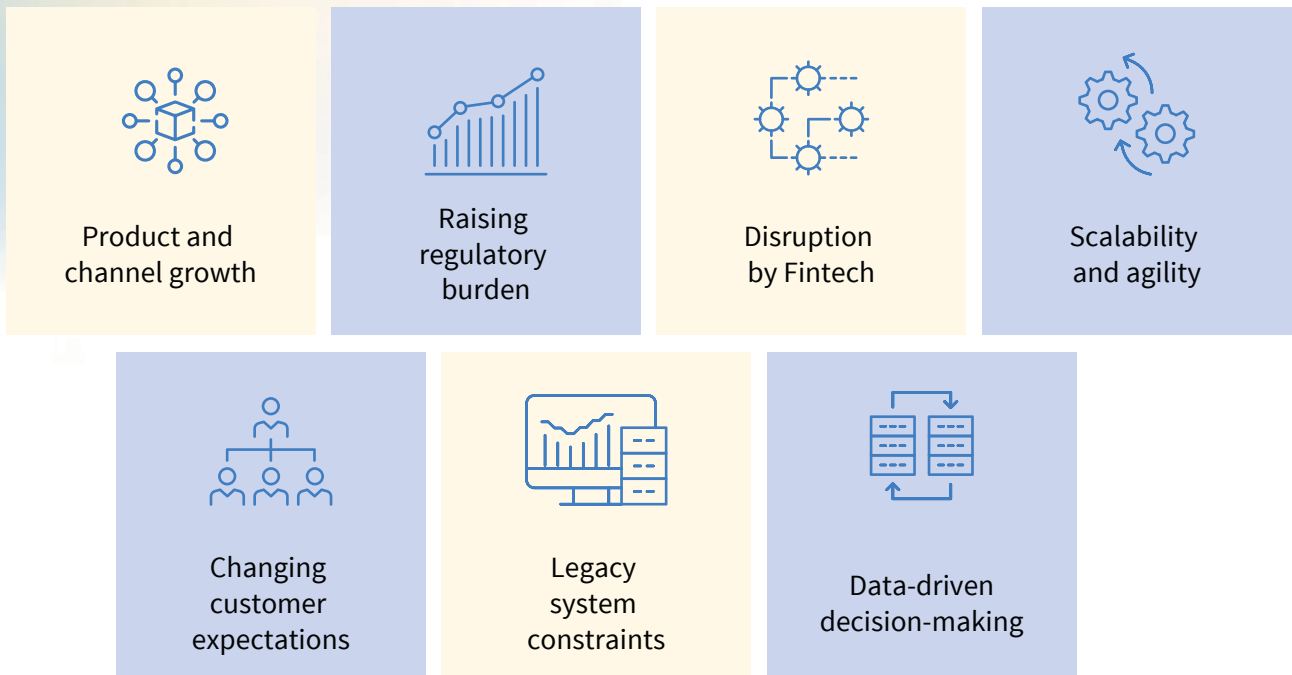 Product and
channel growth
Raising
regulatory
burden
Disruption
by Fintech
Scalability
and agility
Changing
customer
expectations
Legacy
system
constraints
Data-driven
decision-making